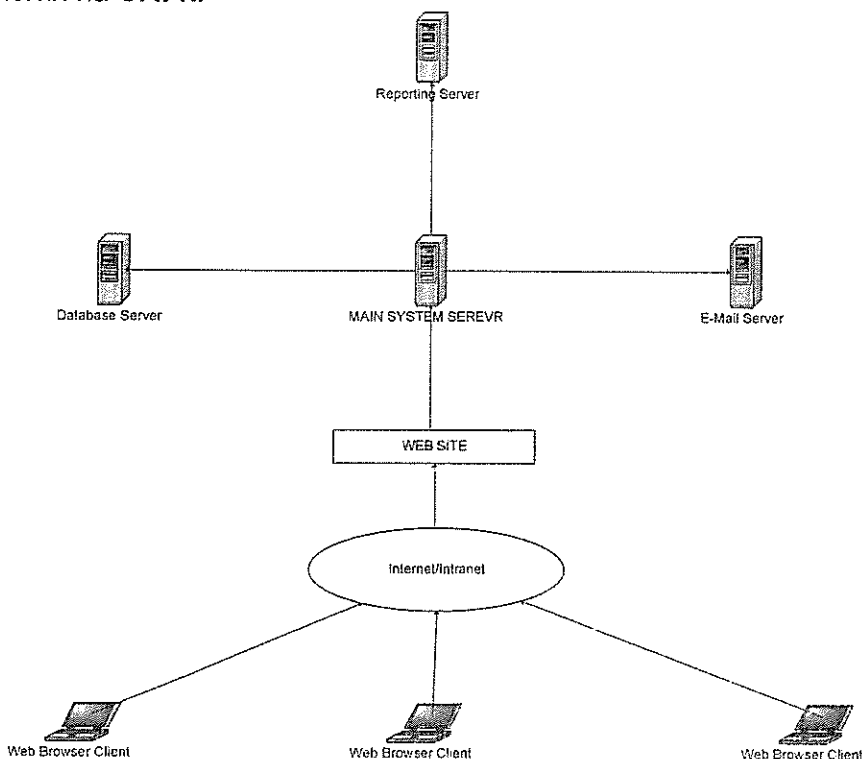 Reporting Server
Database Server
MAIN SYSTEM SEREVR
E-Mail Server
WEB SITE
Internet/Intranet
Web Browser Client
Web Browser Client
Web Browser Client